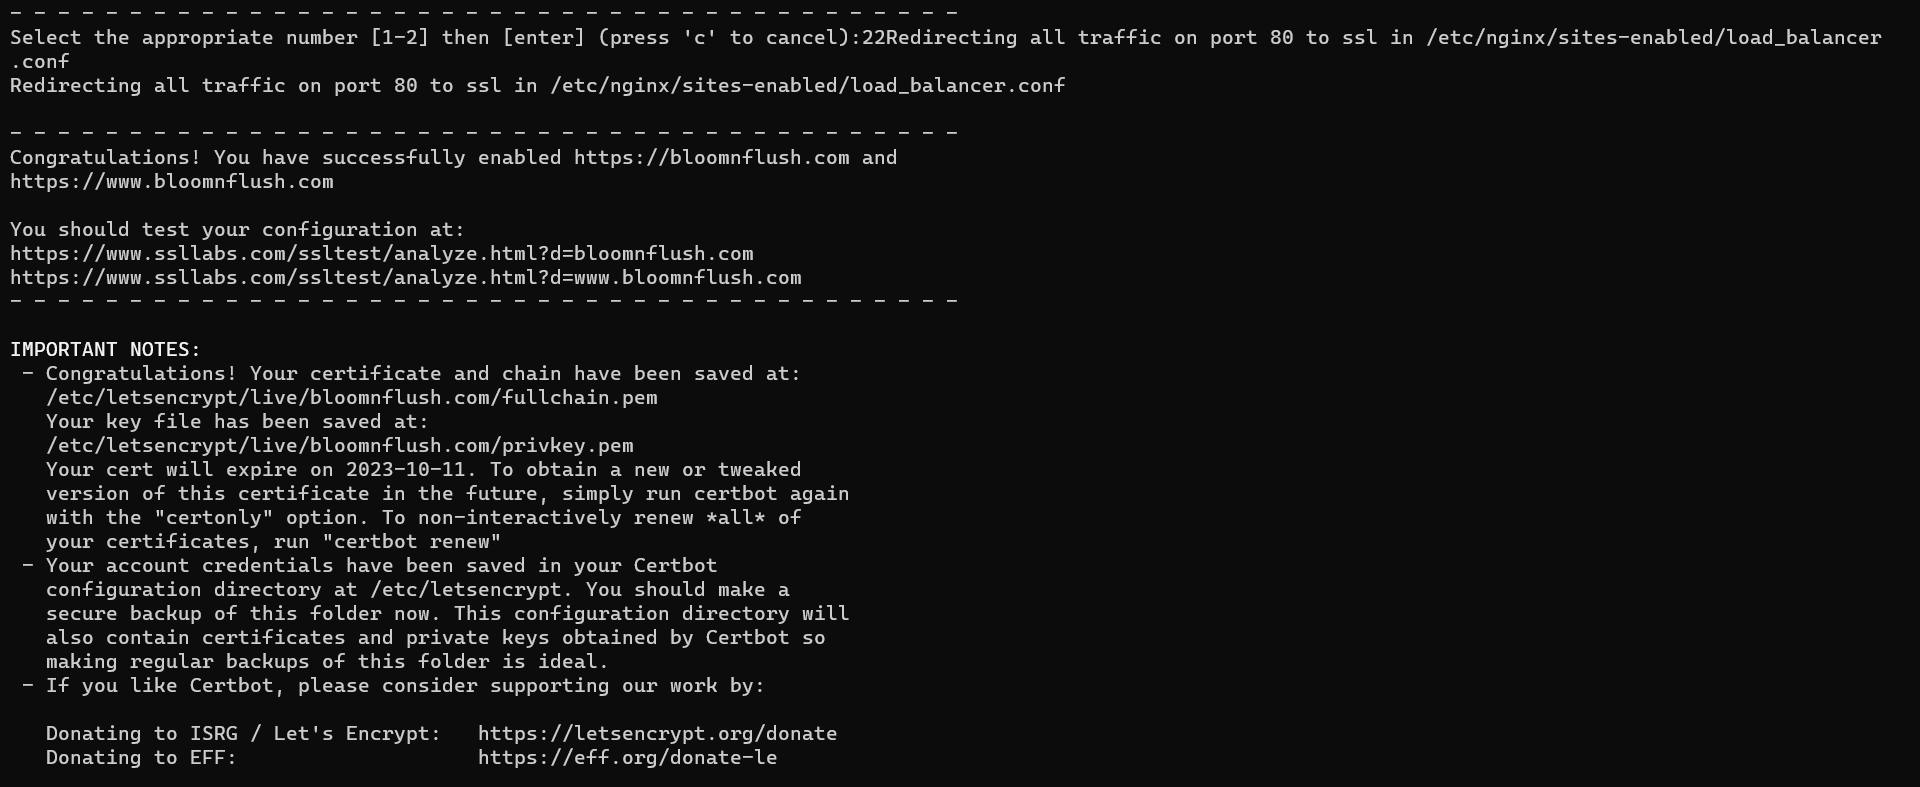 - - - - - - - - - - - - - - - - - - - - - - - - - - - - - - - - - - - - - - - -
Select the appropriate number [1-2] then [enter] (press 'c' to cancel):22Redirecting all traffic on port 80 to ssl in /etc/nginx/sites-enabled/load_balancer
.conf
Redirecting all traffic on port 80 to ssl in /etc/nginx/sites-enabled/load_balancer.conf
- - - - - - - - - - - - - - - - - - - - - - - - - - - - - - - - - - - - - - - -
Congratulations! You have successfully enabled https://bloomnflush.com and
https://www.bloomnflush.com
You should test your configuration at:
https://www.ssllabs.com/ssltest/analyze.html?d=bloomnflush.com
https://www.ssllabs.com/ssltest/analyze.html?d=www.bloomnflush.com
- - - - - - - - - - - - - - - - - - - - - - - - - - - - - - - - - - - - - - - -
IMPORTANT NOTES:
- Congratulations! Your certificate and chain have been saved at:
/etc/letsencrypt/live/bloomnflush.com/fullchain.pem
Your key file has been saved at:
/etc/letsencrypt/live/bloomnflush.com/privkey.pem
Your cert will expire on 2023-10-11. To obtain a new or tweaked
version of this certificate in the future, simply run certbot again
with the "certonly" option. To non-interactively renew *all* of
your certificates, run "certbot renew"
- Your account credentials have been saved in your Certbot
configuration directory at /etc/letsencrypt. You should make a
secure backup of this folder now. This configuration directory will
also contain certificates and private keys obtained by Certbot so
making regular backups of this folder is ideal.
- If you like Certbot, please consider supporting our work by:
Donating to ISRG / Let's Encrypt:   https://letsencrypt.org/donate
Donating to EFF:                    https://eff.org/donate-le